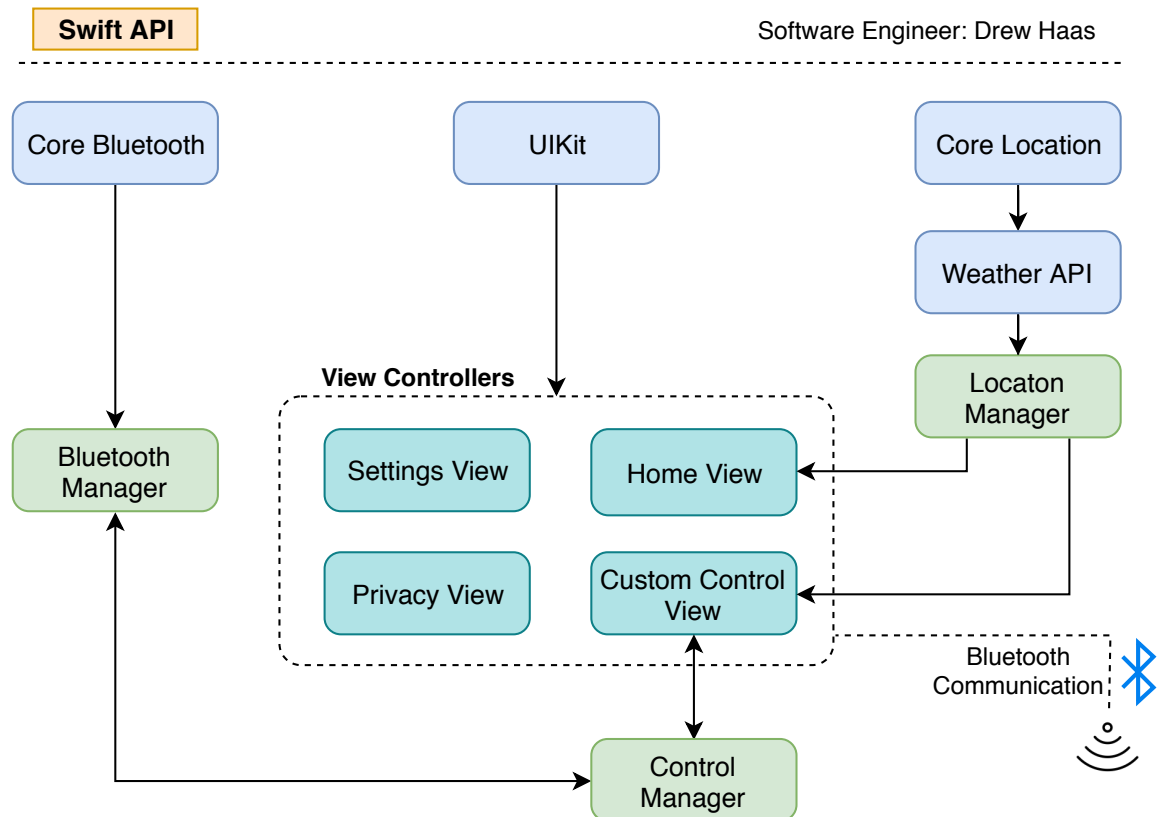 Swift API
Software Engineer: Drew Haas
Core Bluetooth
UIKit
Core Location
Weather API
View Controllers
Locaton
Manager
Bluetooth
Manager
Settings View
Home View
Privacy View
Custom Control
View
Bluetooth
Communication
Control
Manager